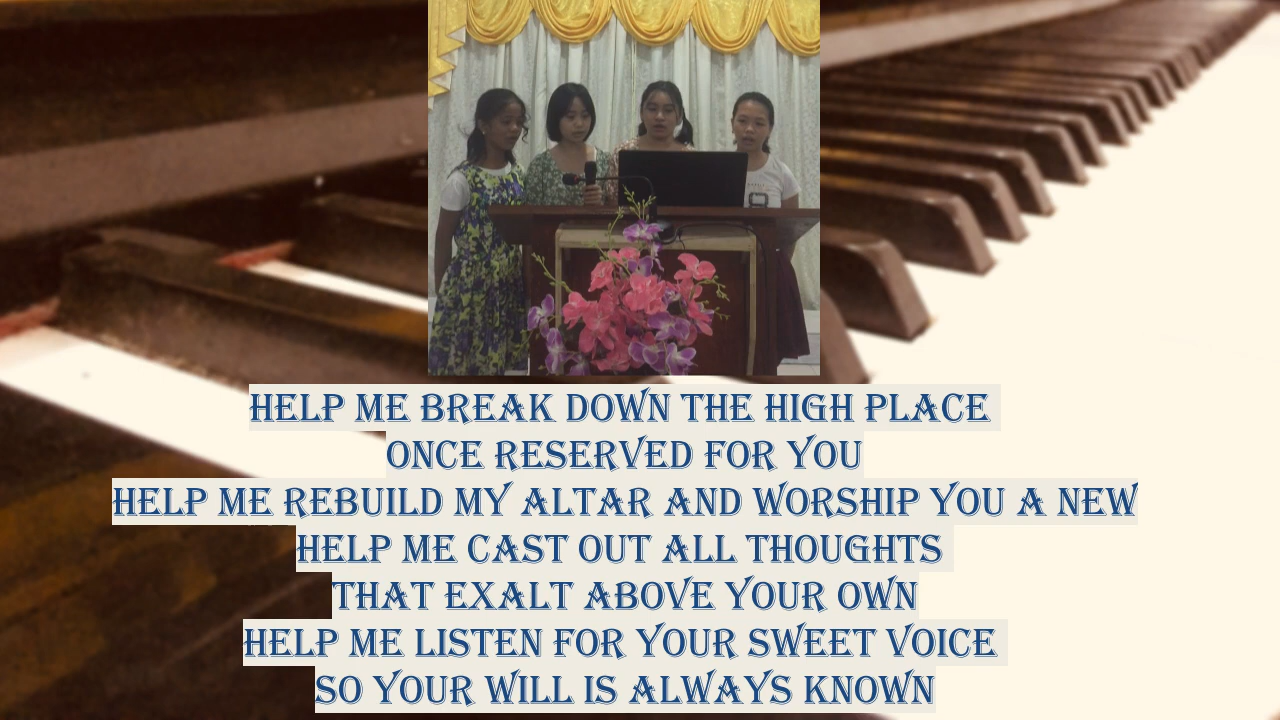 HELP ME BREAK DOWN THE HIGH PLACE
ONCE RESERVED FOR YOU
HELP ME REBUILD MY ALTAR AND WORSHIP YOU A NEW
HELP ME CAST OUT ALL THOUGHTS
THAT EXALT ABOVE YOUR OWN
HELP ME LISTEN FOR YOUR SWEET VOICE
SO YOUR WILL IS ALWAYS KNOWN